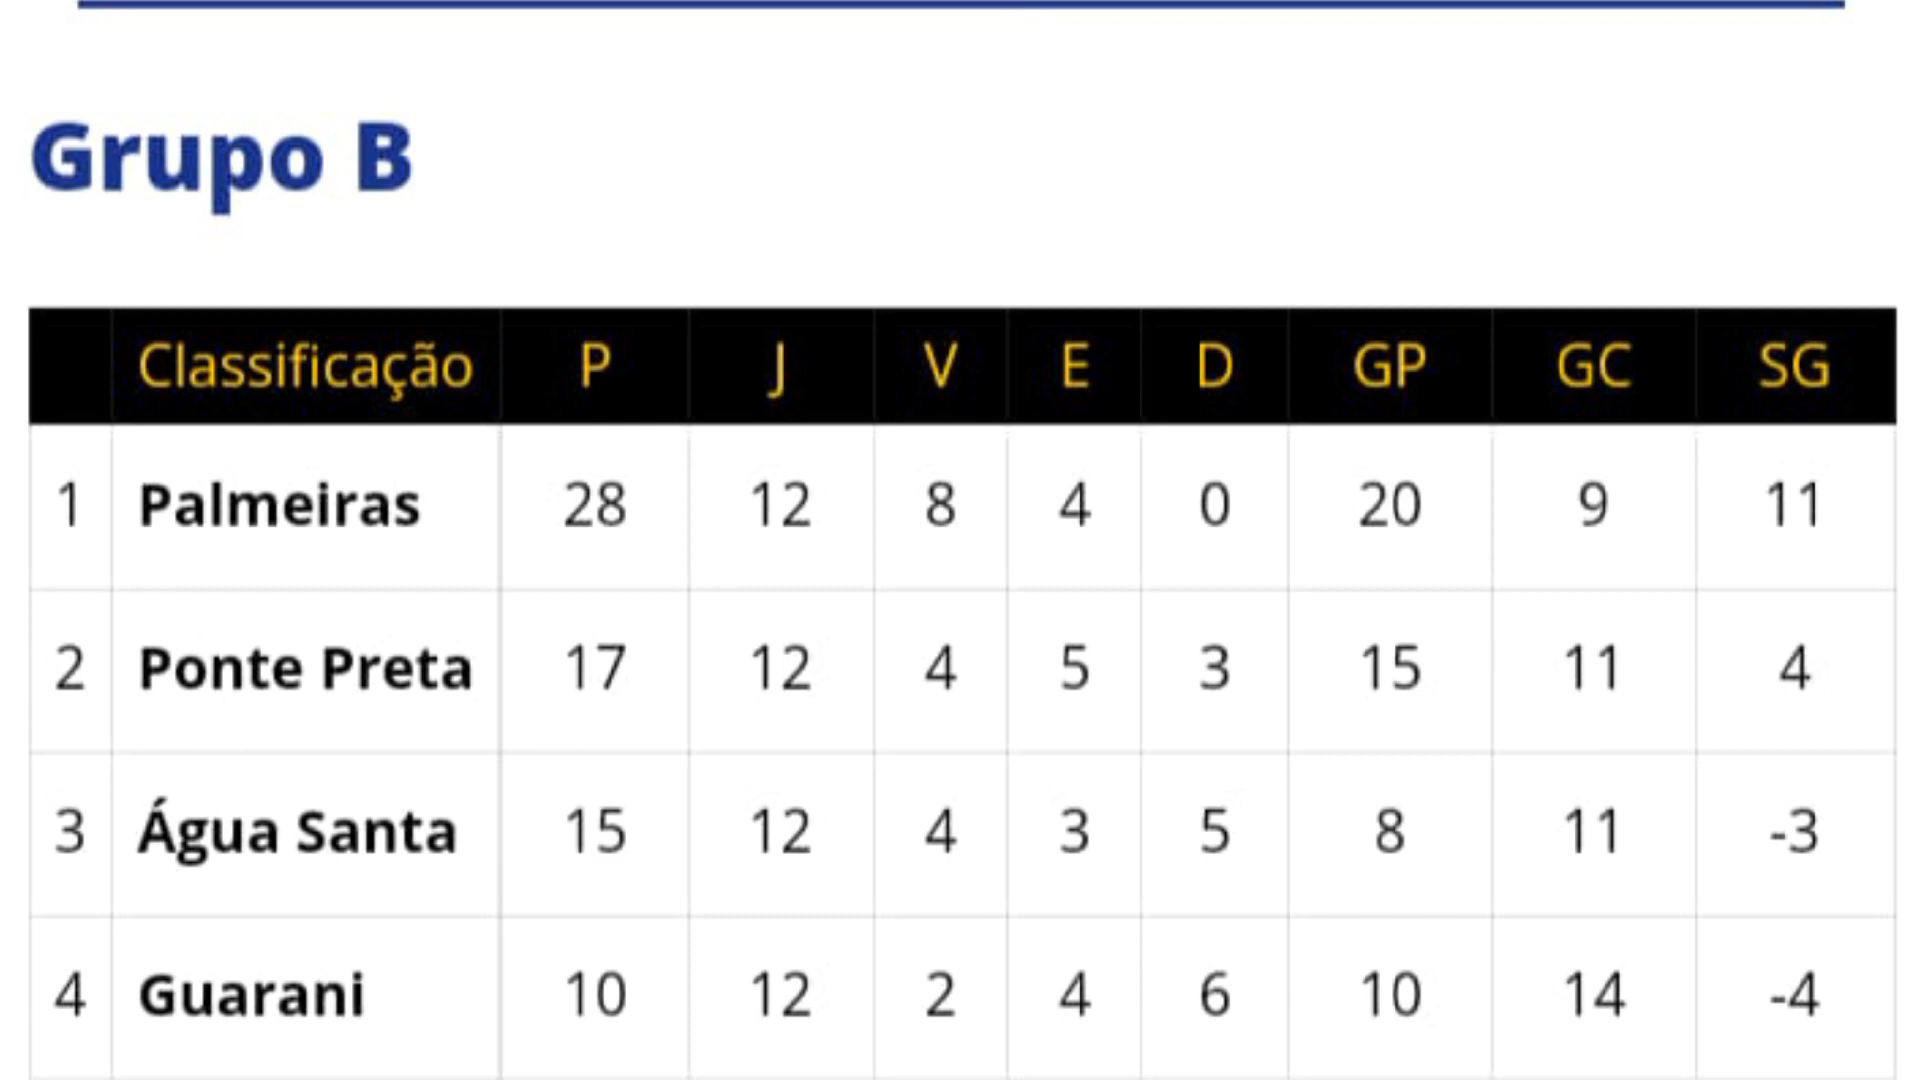 Grupo B
Classificação P J V E D GP GC SG
1 Palmeiras 28 12 8 4 0 20 9 11
2 Ponte Preta 17 12 4 5 3 15 11 4
3 Água Santa 15 12 4 3 5 8 11 -3
4 Guarani 10 12 2 4 6 10 14 -4